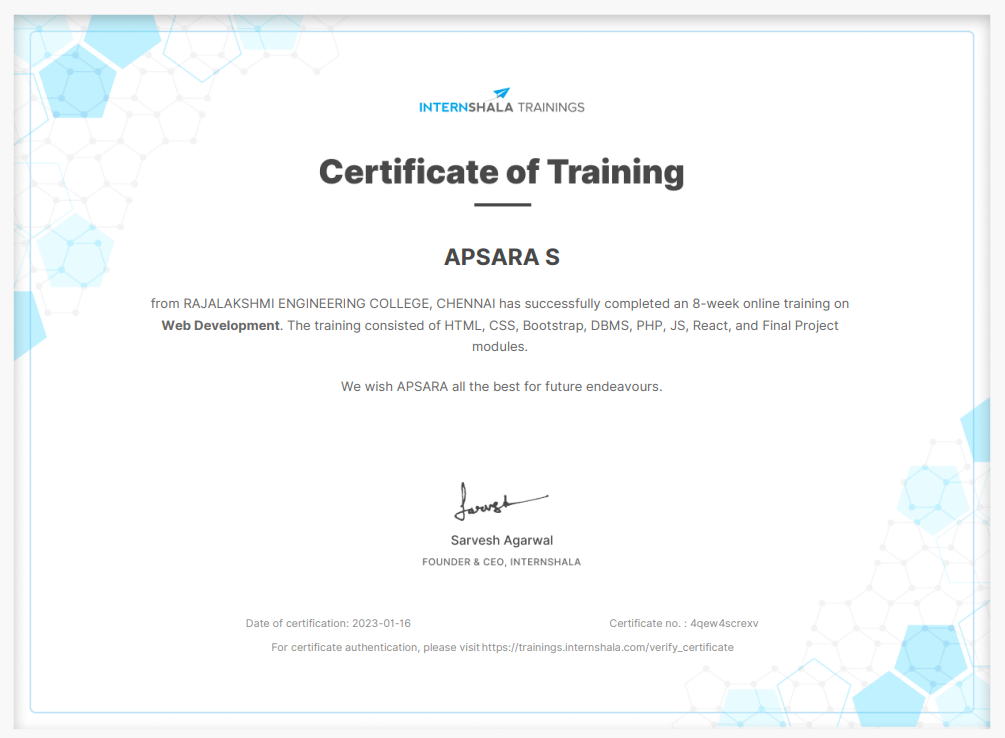 INTERNSHALA TRAININGS
Certificate of Training
APSARA S
from RAJALAKSHMI ENGINEERING COLLEGE, CHENNAI has successfully completed an 8-week online training on
Web Development. The training consisted of HTML, CSS, Bootstrap, DBMS, PHP, JS, React, and Final Project
modules.
We wish APSARA all the best for future endeavours.
Sarvesh
Sarvesh Agarwal
FOUNDER & CEO, INTERNSHALA
Date of certification: 2023-01-16 Certificate no. : 4qew4screxv
For certificate authentication, please visit https://trainings.internshala.com/verify_certificate